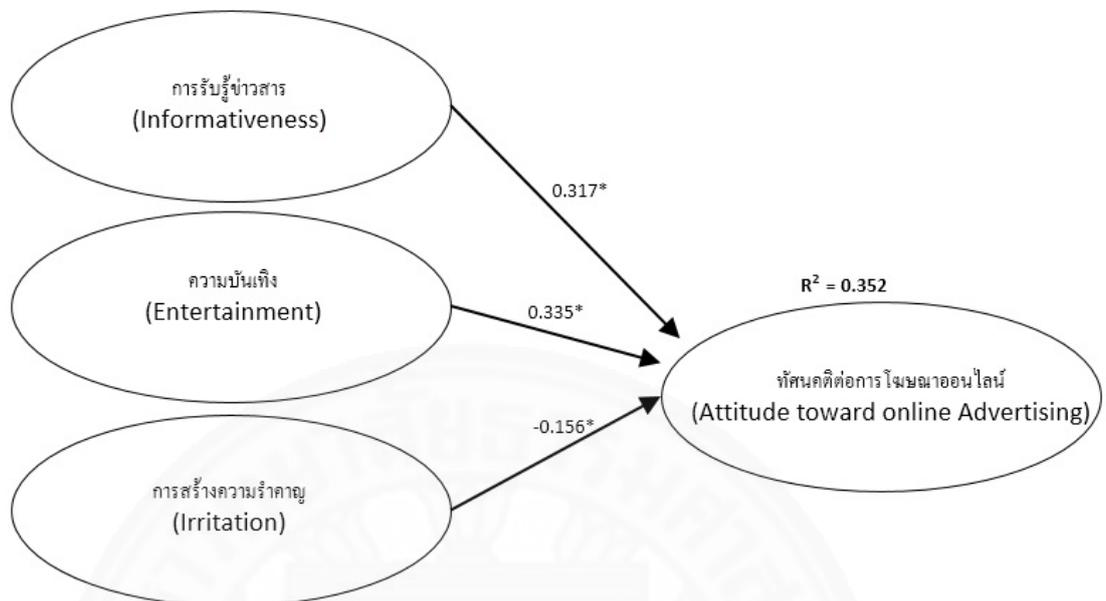 การรับรู้ข่าวสาร
(Informativeness)
0.317*
ความบันเทิง
(Entertainment)
0.335*
R² = 0.352
ทัศนคติต่อการโฆษณาออนไลน์
(Attitude toward online Advertising)
-0.156*
การสร้างความรำคาญ
(Irritation)